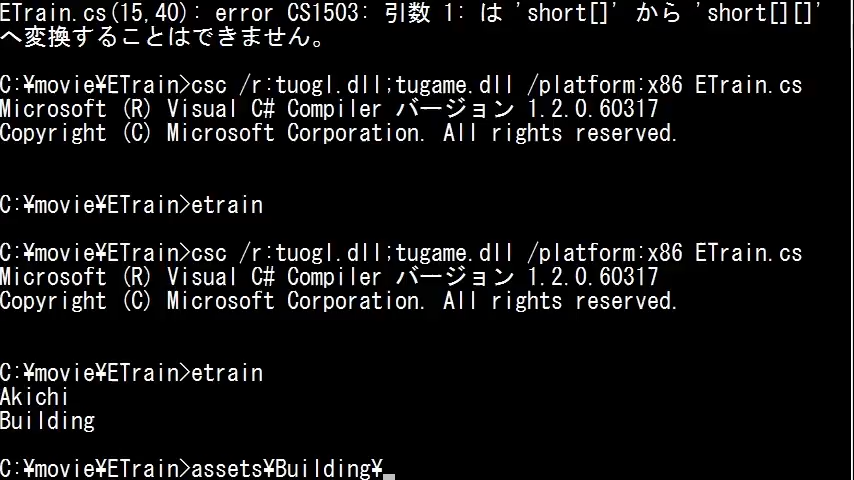 ETrain.cs(15,40): error CS1503: 引数 1: は 'short[]' から 'short[][]'
へ変換することはできません。
C:¥movie¥ETrain>csc /r:tuogl.dll;tugame.dll /platform:x86 ETrain.cs
Microsoft (R) Visual C# Compiler バージョン 1.2.0.60317
Copyright (C) Microsoft Corporation. All rights reserved.
C:¥movie¥ETrain>etrain
C:¥movie¥ETrain>csc /r:tuogl.dll;tugame.dll /platform:x86 ETrain.cs
Microsoft (R) Visual C# Compiler バージョン 1.2.0.60317
Copyright (C) Microsoft Corporation. All rights reserved.
C:¥movie¥ETrain>etrain
Akichi
Building
C:¥movie¥ETrain>assets¥Building¥